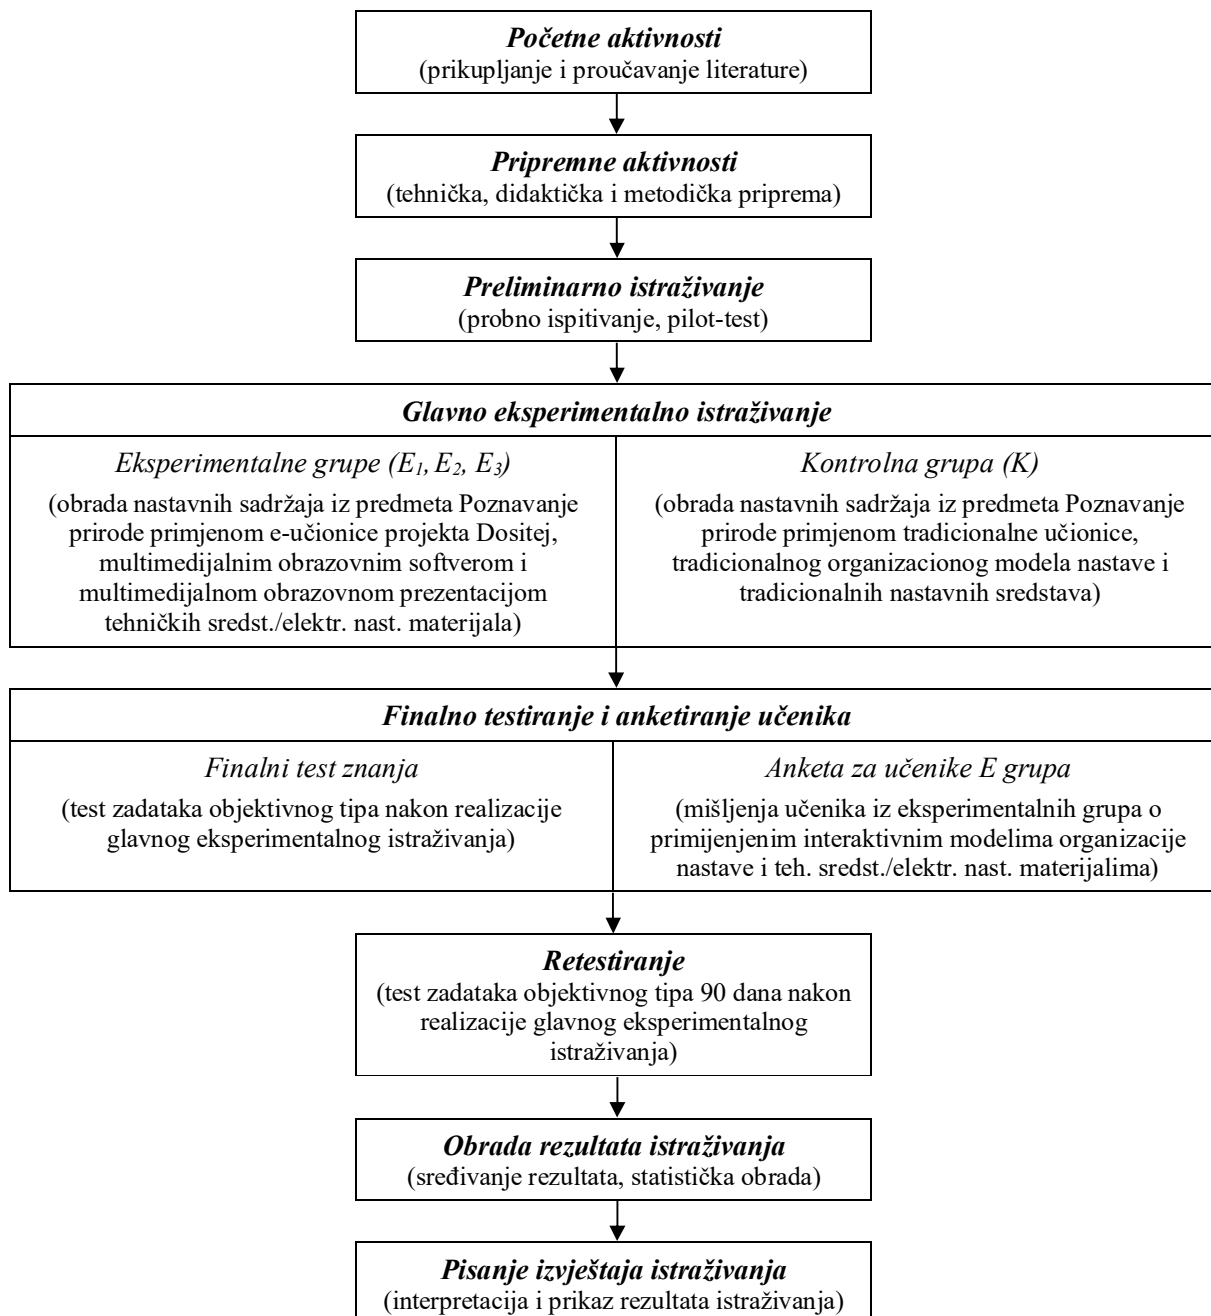 Početne aktivnosti
(prikupljanje i proučavanje literature)
Pripremne aktivnosti
(tehnička, didaktička i metodička priprema)
Preliminarno istraživanje
(probno ispitivanje, pilot-test)
Glavno eksperimentalno istraživanje
Eksperimentalne grupe (E1, E2, E3)
(obrada nastavnih sadržaja iz predmeta Poznavanje
prirode primjenom e-učionice projekta Dositej,
multimedijalnim obrazovnim softverom i
multimedijalnom obrazovnom prezentacijom
tehničkih sredst./elektr. nast. materijala)
Kontrolna grupa (K)
(obrada nastavnih sadržaja iz predmeta Poznavanje
prirode primjenom tradicionalne učionice,
tradicionalnog organizacionog modela nastave i
tradicionalnih nastavnih sredstava)
Finalno testiranje i anketiranje učenika
Finalni test znanja
(test zadataka objektivnog tipa nakon realizacije
glavnog eksperimentalnog istraživanja)
Anketa za učenike E grupa
(mišljenja učenika iz eksperimentalnih grupa o
primijenjenim interaktivnim modelima organizacije
nastave i teh. sredst./elektr. nast. materijalima)
Retestiranje
(test zadataka objektivnog tipa 90 dana nakon
realizacije glavnog eksperimentalnog
istraživanja)
Obrada rezultata istraživanja
(sređivanje rezultata, statistička obrada)
Pisanje izvještaja istraživanja
(interpretacija i prikaz rezultata istraživanja)